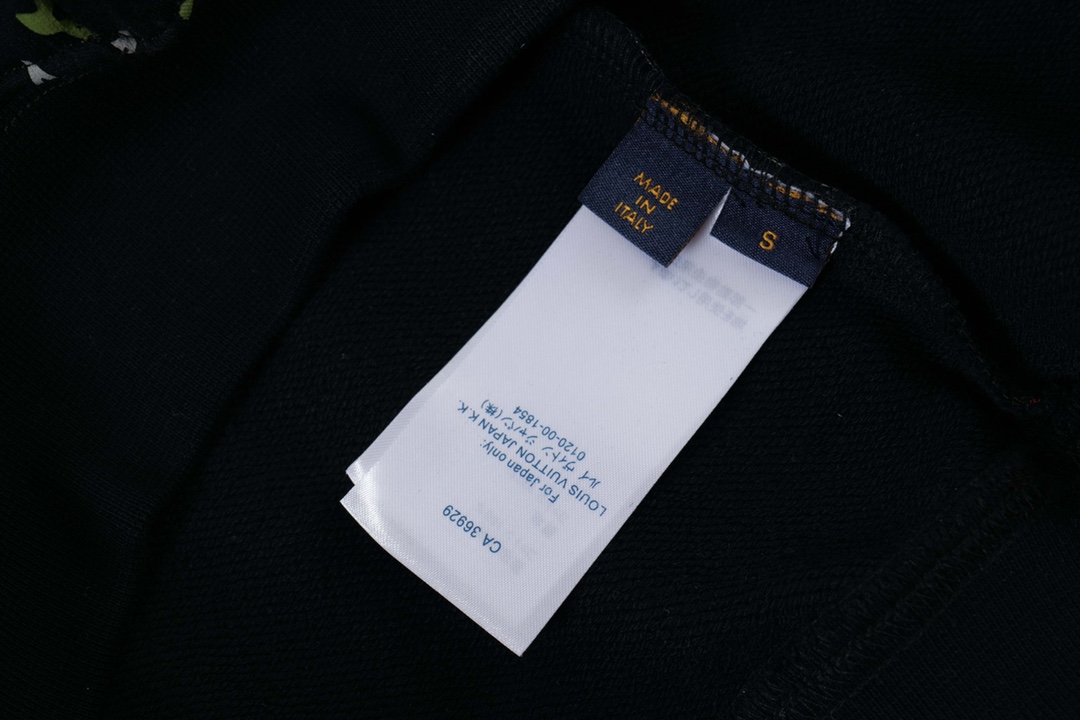 MADE
IN
ITALY
S
CA 36929
For Japan only:
LOUIS VUITTON JAPAN K.K.
ルイ ヴィトン ジャパン(株)
0120-00-1854